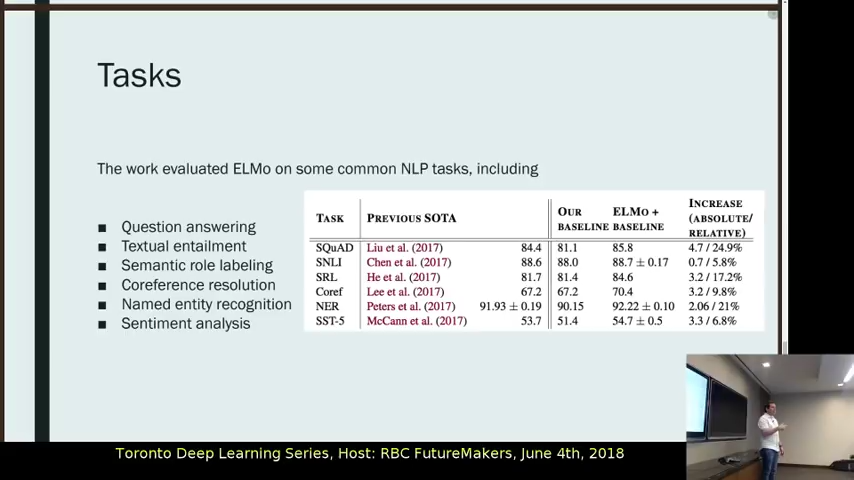 Tasks
The work evaluated ELMo on some common NLP tasks, including
■ Question answering
■ Textual entailment
■ Semantic role labeling
■ Coreference resolution
■ Named entity recognition
■ Sentiment analysis
TASK PREVIOUS SOTA OUR BASELINE ELMO + BASELINE INCREASE (ABSOLUTE/ RELATIVE)
SQuAD Liu et al. (2017) 84.4 81.1 85.8 4.7 / 24.9%
SNLI Chen et al. (2017) 88.6 88.0 88.7 ± 0.17 0.7 / 5.8%
SRL He et al. (2017) 81.7 81.4 84.6 3.2 / 17.2%
Coref Lee et al. (2017) 67.2 67.2 70.4 3.2 / 9.8%
NER Peters et al. (2017) 91.93 ± 0.19 90.15 92.22 ± 0.10 2.06 / 21%
SST-5 McCann et al. (2017) 53.7 51.4 54.7 ± 0.5 3.3 / 6.8%
Toronto Deep Learning Series, Host: RBC FutureMakers, June 4th, 2018